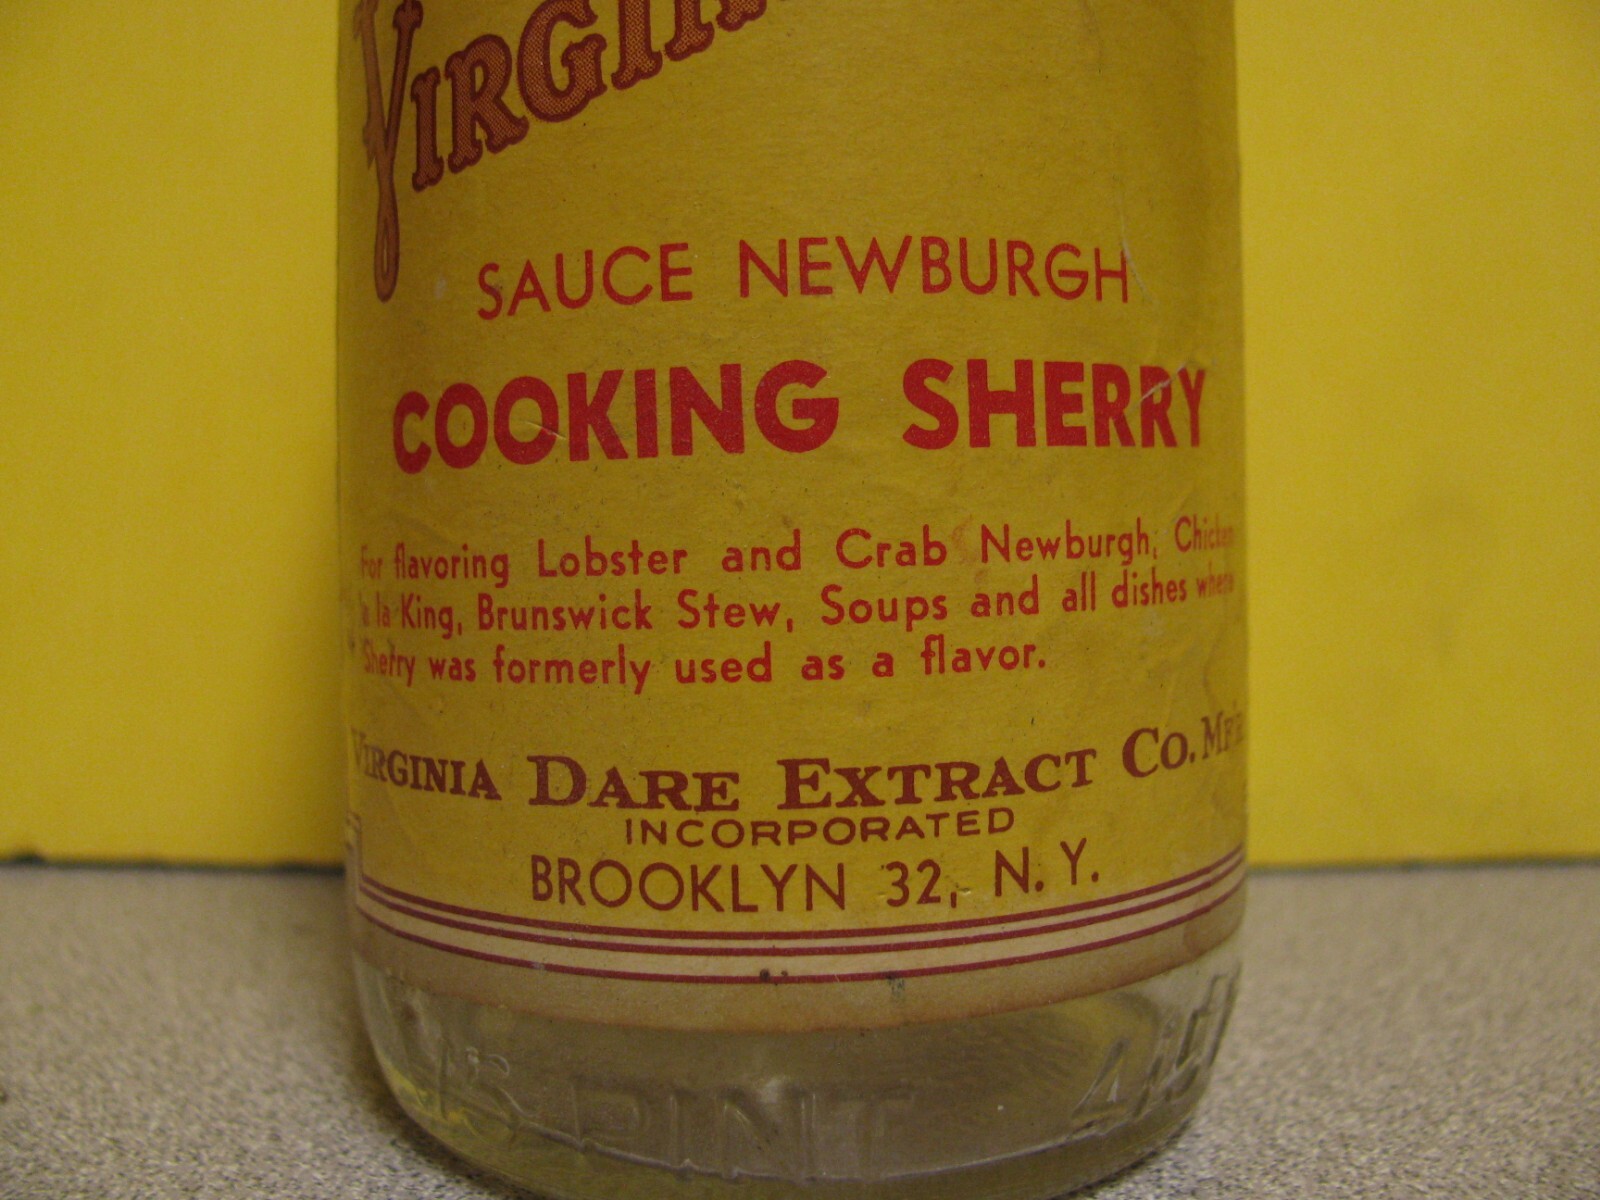 SAUCE NEWBURGH
COOKING SHERRY
For flavoring Lobster and Crab Newburgh, Chicken
a la King, Brunswick Stew, Soups and all dishes where
Sherry was formerly used as a flavor.
VIRGINIA DARE EXTRACT CO. MF'R
INCORPORATED
BROOKLYN 32, N. Y.
PINT